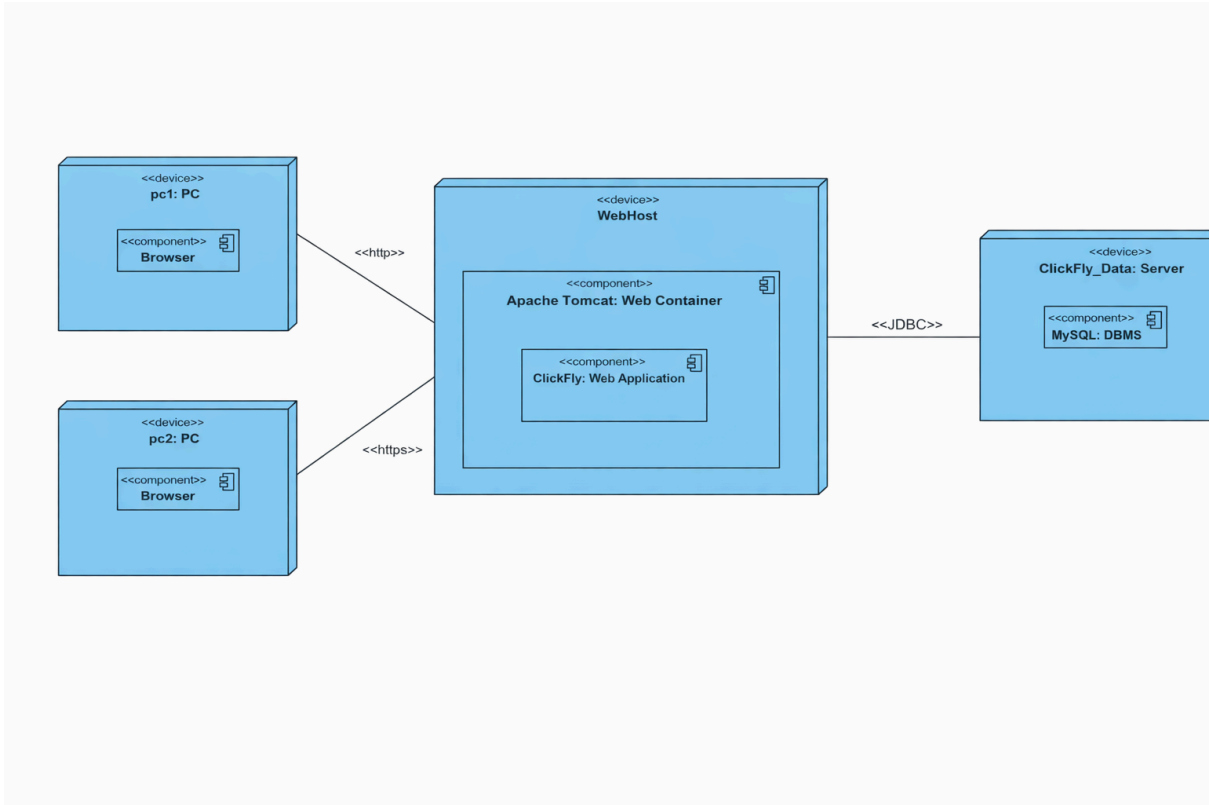 <<device>>
pc1: PC
<<component>>
Browser
<<http>>
<<device>>
pc2: PC
<<component>>
Browser
<<https>>
<<device>>
WebHost
<<component>>
Apache Tomcat: Web Container
<<component>>
ClickFly: Web Application
<<JDBC>>
<<device>>
ClickFly_Data: Server
<<component>>
MySQL: DBMS